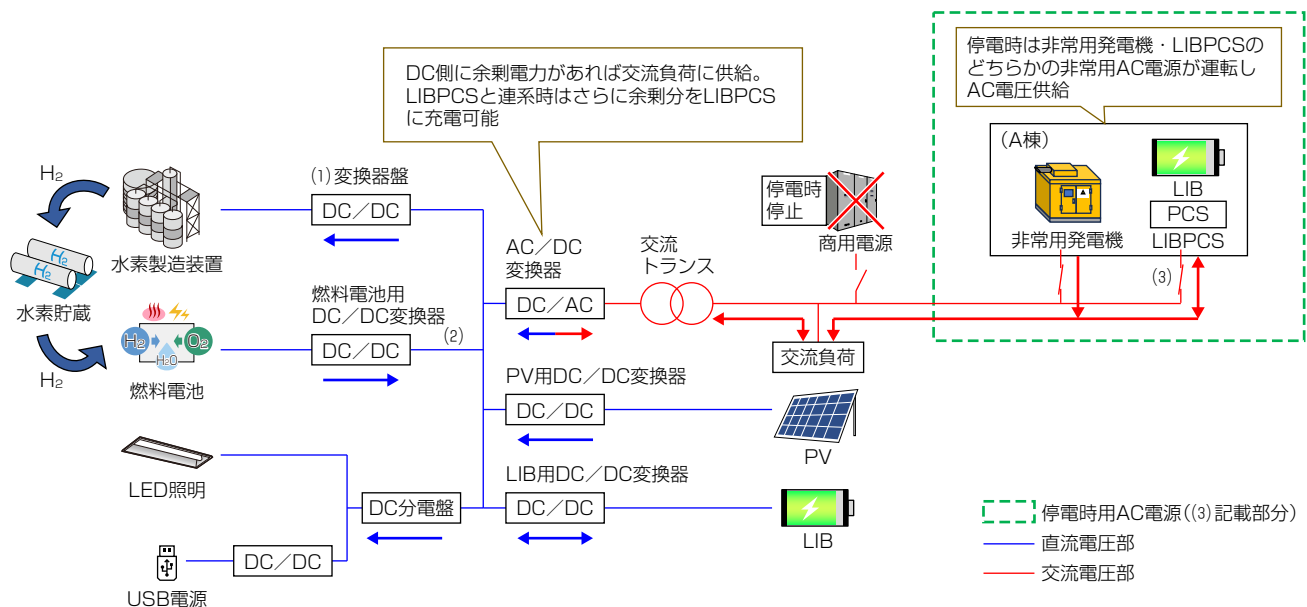 停電時は非常用発電機・LIBPCSの
どちらかの非常用AC電源が運転し
AC電圧供給
DC側に余剰電力があれば交流負荷に供給。
LIBPCSと連系時はさらに余剰分をLIBPCS
に充電可能
(A棟)
LIB
PCS
LIBPCS
非常用発電機
(3)
H2
水素製造装置
H2
水素貯蔵
H2
(1)変換器盤
DC／DC
燃料電池用
DC／DC変換器
(2)
DC／DC
H2
O2
H2O
燃料電池
AC／DC
変換器
DC／AC
交流
トランス
停電時
停止
商用電源
交流負荷
PV用DC／DC変換器
DC／DC
PV
LED照明
LIB用DC／DC変換器
DC分電盤
DC／DC
LIB
DC／DC
USB電源
停電時用AC電源((3)記載部分)
直流電圧部
交流電圧部